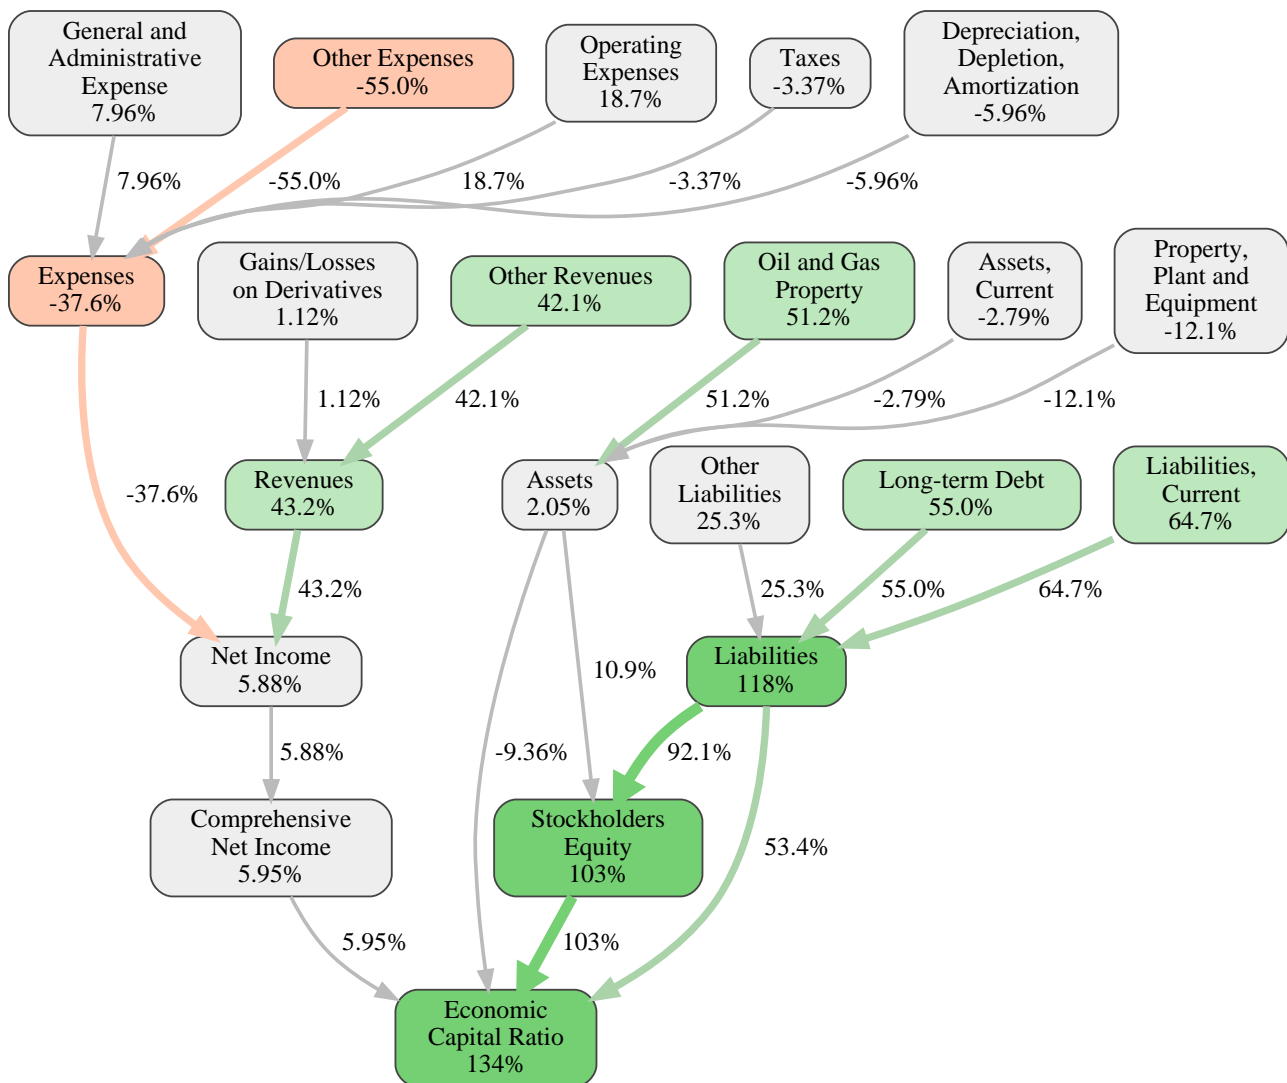 General and
Administrative
Expense
7.96%
Other Expenses
-55.0%
Operating
Expenses
18.7%
Taxes
-3.37%
Depreciation,
Depletion,
Amortization
-5.96%
7.96%
-55.0%
18.7%
-3.37%
-5.96%
Expenses
-37.6%
Gains/Losses
on Derivatives
1.12%
Other Revenues
42.1%
Oil and Gas
Property
51.2%
Assets,
Current
-2.79%
Property,
Plant and
Equipment
-12.1%
1.12%
42.1%
51.2%
-2.79%
-12.1%
-37.6%
Revenues
43.2%
Assets
2.05%
Other
Liabilities
25.3%
Long-term Debt
55.0%
Liabilities,
Current
64.7%
43.2%
25.3%
55.0%
64.7%
Net Income
5.88%
10.9%
Liabilities
118%
5.88%
-9.36%
92.1%
Comprehensive
Net Income
5.95%
Stockholders
Equity
103%
53.4%
5.95%
103%
Economic
Capital Ratio
134%